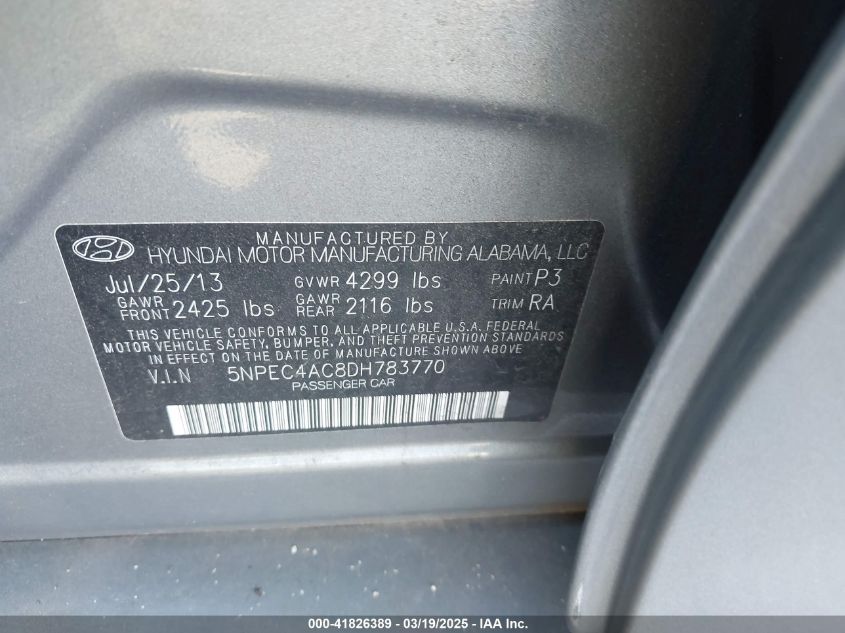 MANUFACTURED BY
HYUNDAI MOTOR MANUFACTURING ALABAMA, LLC
Jul/25/13 GVWR 4299 lbs PAINT P3
GAWR FRONT 2425 lbs GAWR REAR 2116 lbs TRIM RA
THIS VEHICLE CONFORMS TO ALL APPLICABLE U.S.A. FEDERAL
MOTOR VEHICLE SAFETY, BUMPER, AND THEFT PREVENTION STANDARDS
IN EFFECT ON THE DATE OF MANUFACTURE SHOWN ABOVE
V.I.N 5NPEC4AC8DH783770
PASSENGER CAR
000-41826389 - 03/19/2025 - IAA Inc.